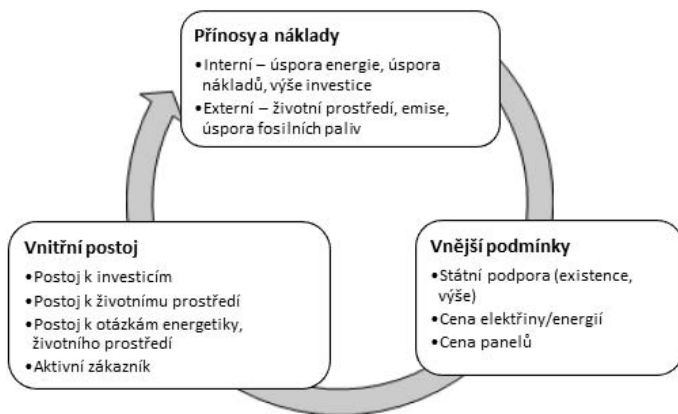 Přínosy a náklady
•Interní – úspora energie, úspora
nákladů, výše investice
•Externí – životní prostředí, emise,
úspora fosilních paliv
Vnitřní postoj
•Postoj k investicím
•Postoj k životnímu prostředí
•Postoj k otázkám energetiky,
životního prostředí
•Aktivní zákazník
Vnější podmínky
•Státní podpora (existence,
výše)
•Cena elektřiny/energií
•Cena panelů